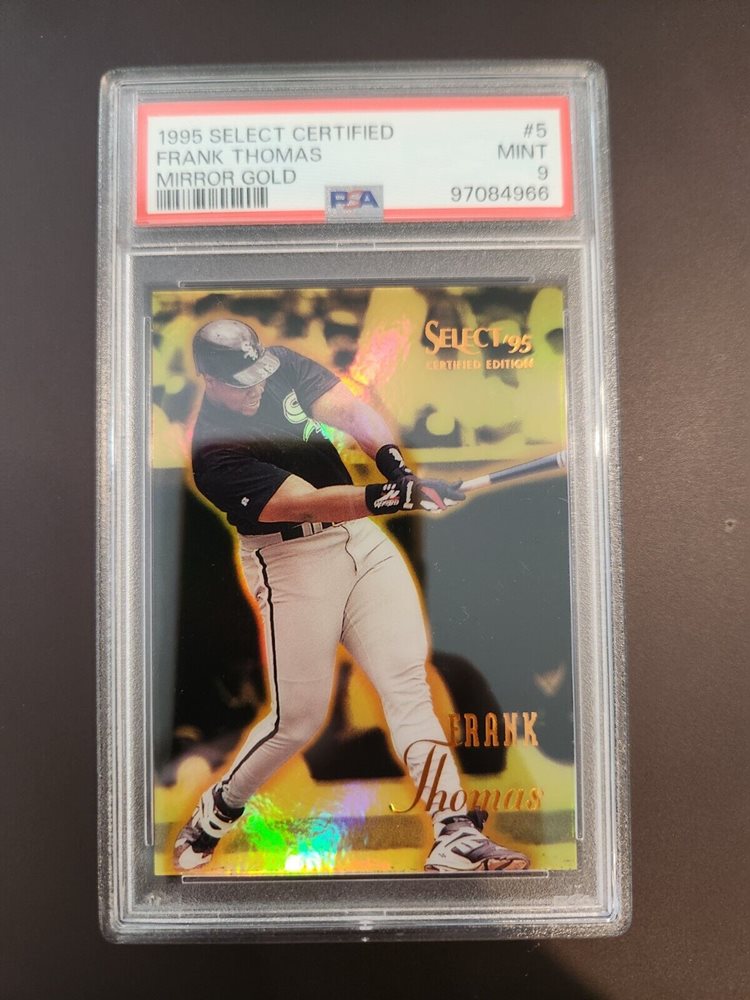 1995 SELECT CERTIFIED #5
FRANK THOMAS MINT
MIRROR GOLD 9
PSA 97084966
SELECT '95
CERTIFIED EDITION
FRANK
Thomas